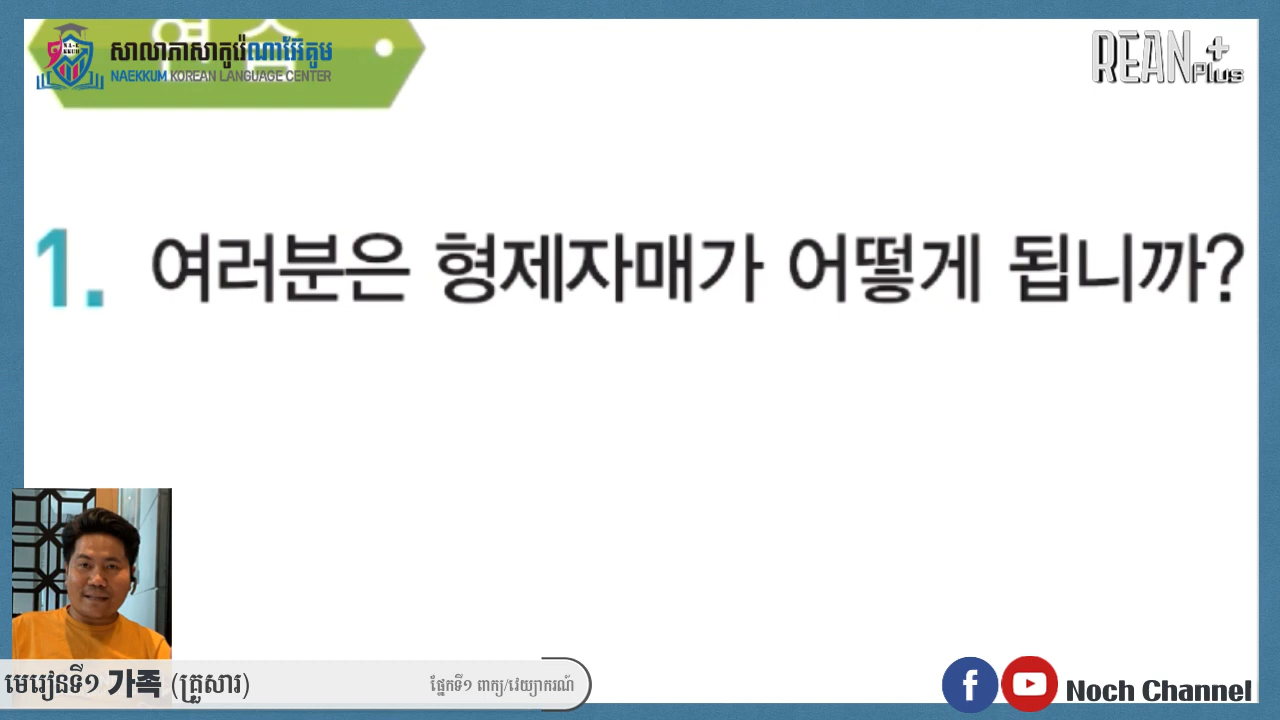 សាលាភាសាកូរ៉េណាអ៊ែគូម
NAEKKUM KOREAN LANGUAGE CENTER
REAN + Plus
1. 여러분은 형제자매가 어떻게 됩니까?
មេរៀនទី១ 가족 (គ្រួសារ)
ផ្នែកទី១ ពាក្យ/វេយ្យាករណ៍
Noch Channel